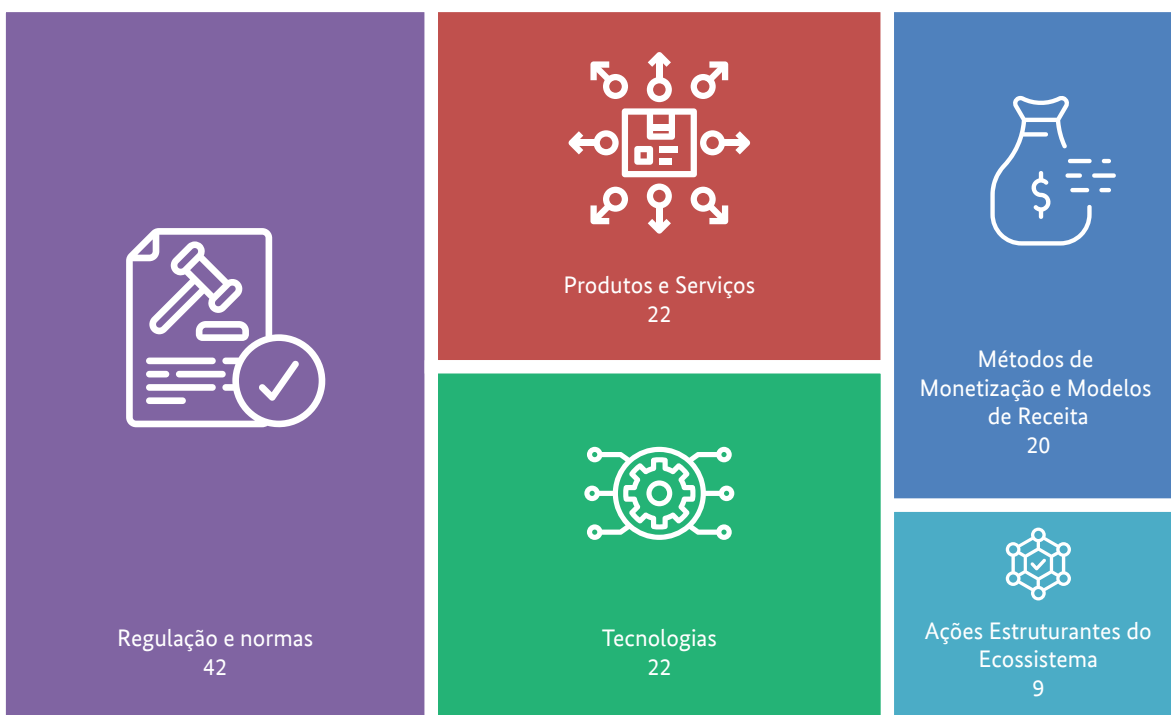 Regulação e normas
42
Produtos e Serviços
22
Tecnologias
22
Métodos de
Monetização e Modelos
de Receita
20
Ações Estruturantes do
Ecossistema
9